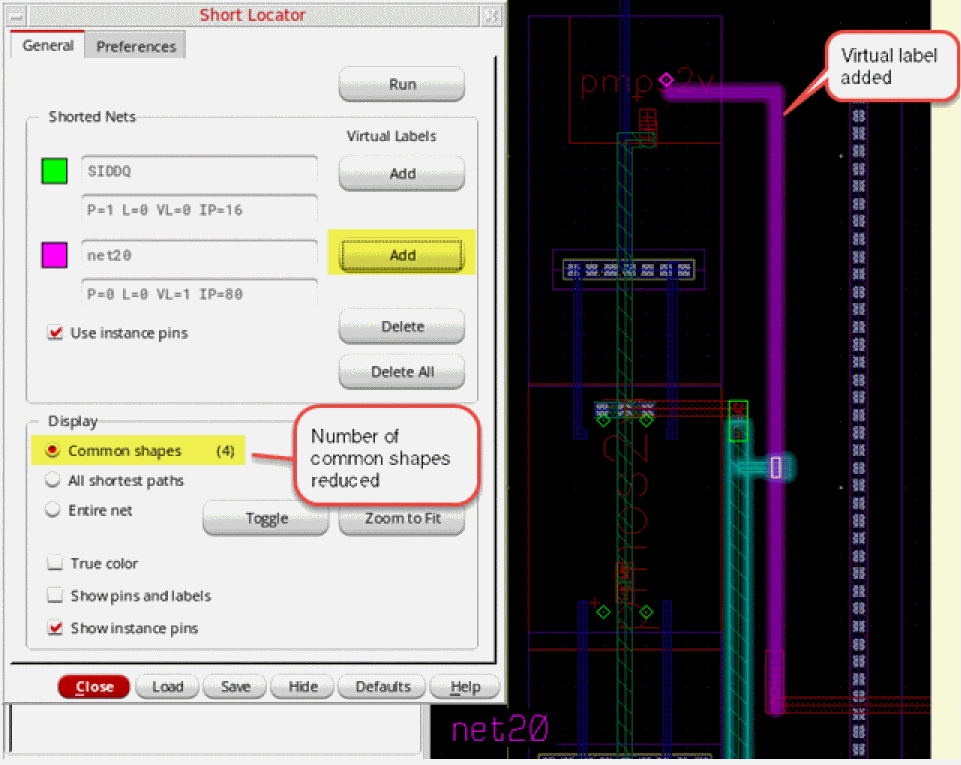 Short Locator
General
Preferences
Run
Shorted Nets
Virtual Labels
SIDDQ
Add
P=1 L=0 VL=0 IP=16
net20
Add
P=0 L=0 VL=1 IP=80
Use instance pins
Delete
Delete All
Display
Common shapes (4)
All shortest paths
Entire net
Toggle
Zoom to Fit
True color
Show pins and labels
Show instance pins
Close
Load
Save
Hide
Defaults
Help
Number of
common shapes
reduced
Virtual label
added
net20